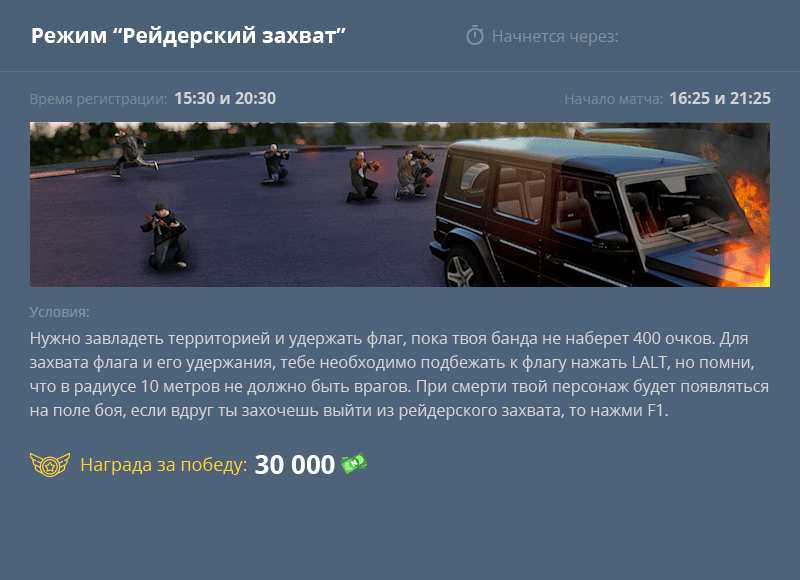 Режим “Рейдерский захват”
Начнется через:
Время регистрации: 15:30 и 20:30
Начало матча: 16:25 и 21:25
Условия:
Нужно завладеть территорией и удержать флаг, пока твоя банда не наберет 400 очков. Для
захвата флага и его удержания, тебе необходимо подбежать к флагу нажать LALT, но помни,
что в радиусе 10 метров не должно быть врагов. При смерти твой персонаж будет появляться
на поле боя, если вдруг ты захочешь выйти из рейдерского захвата, то нажми F1.
Награда за победу: 30 000